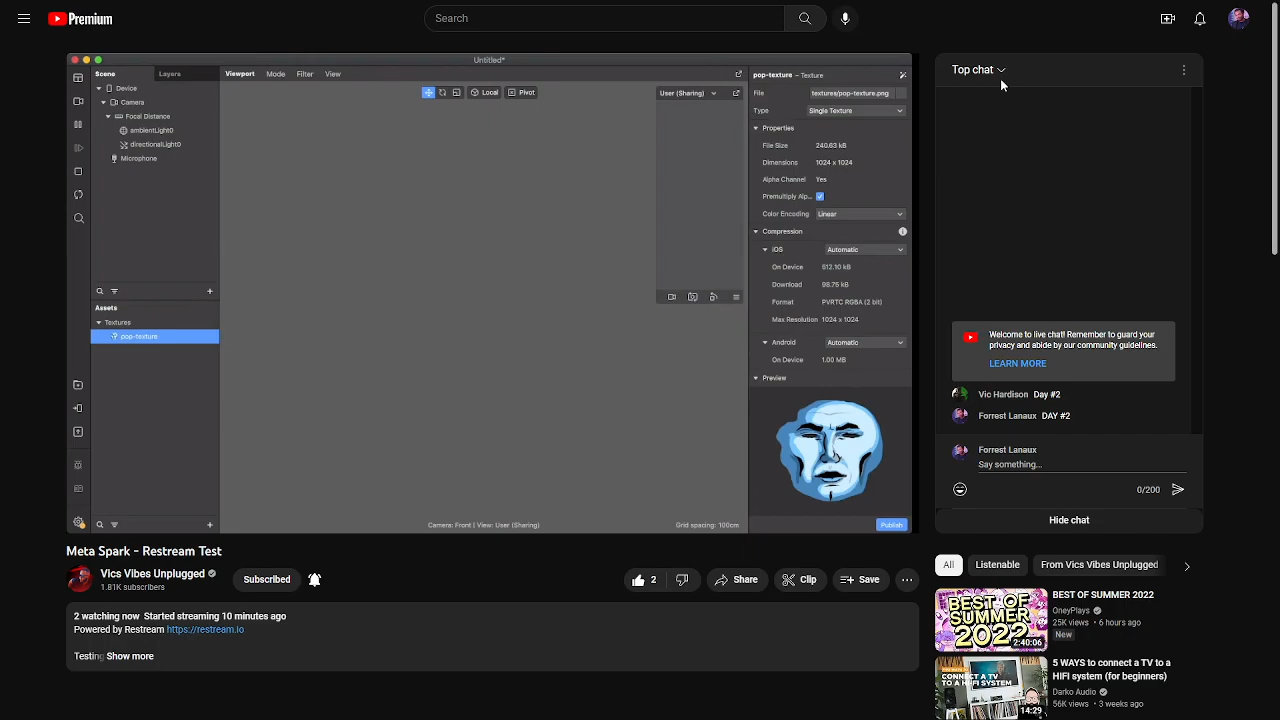 Premium
Search
Untitled*
Scene
Layers
Device
Camera
Focal Distance
ambientLight0
directionalLight0
Microphone
Assets
Textures
pop-texture
Viewport
Mode
Filter
View
Local
Pivot
User (Sharing)
Camera: Front | View: User (Sharing)
Grid spacing: 100cm
pop-texture – Texture
File
textures/pop-texture.png
Type
Single Texture
Properties
File Size 240.63 kB
Dimensions 1024 x 1024
Alpha Channel Yes
Premultiply Alp...
Color Encoding Linear
Compression
iOS Automatic
On Device 512.10 kB
Download 98.75 kB
Format PVRTC RGBA (2 bit)
Max Resolution 1024 x 1024
Android Automatic
On Device 1.00 MB
Preview
Publish
Top chat
Welcome to live chat! Remember to guard your
privacy and abide by our community guidelines.
LEARN MORE
Vic Hardison Day #2
Forrest Lanaux DAY #2
Forrest Lanaux
Say something...
0/200
Hide chat
Meta Spark - Restream Test
Vics Vibes Unplugged
1.81K subscribers
Subscribed
2
Share
Clip
Save
2 watching now Started streaming 10 minutes ago
Powered by Restream https://restream.io
Testing Show more
All
Listenable
From Vics Vibes Unplugged
BEST OF
SUMMER
2022
2:40:06
BEST OF SUMMER 2022
OneyPlays
25K views • 6 hours ago
New
CONNECT A TV
TO A HIFI SYSTEM
14:29
5 WAYS to connect a TV to a
HIFI system (for beginners)
Darko Audio
56K views • 3 weeks ago